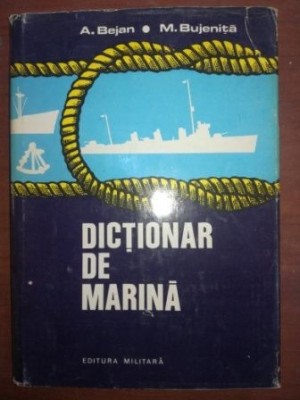 A. Bejan • M. Bujeniță
DICȚIONAR
DE
MARINĂ
EDITURA MILITARĂ